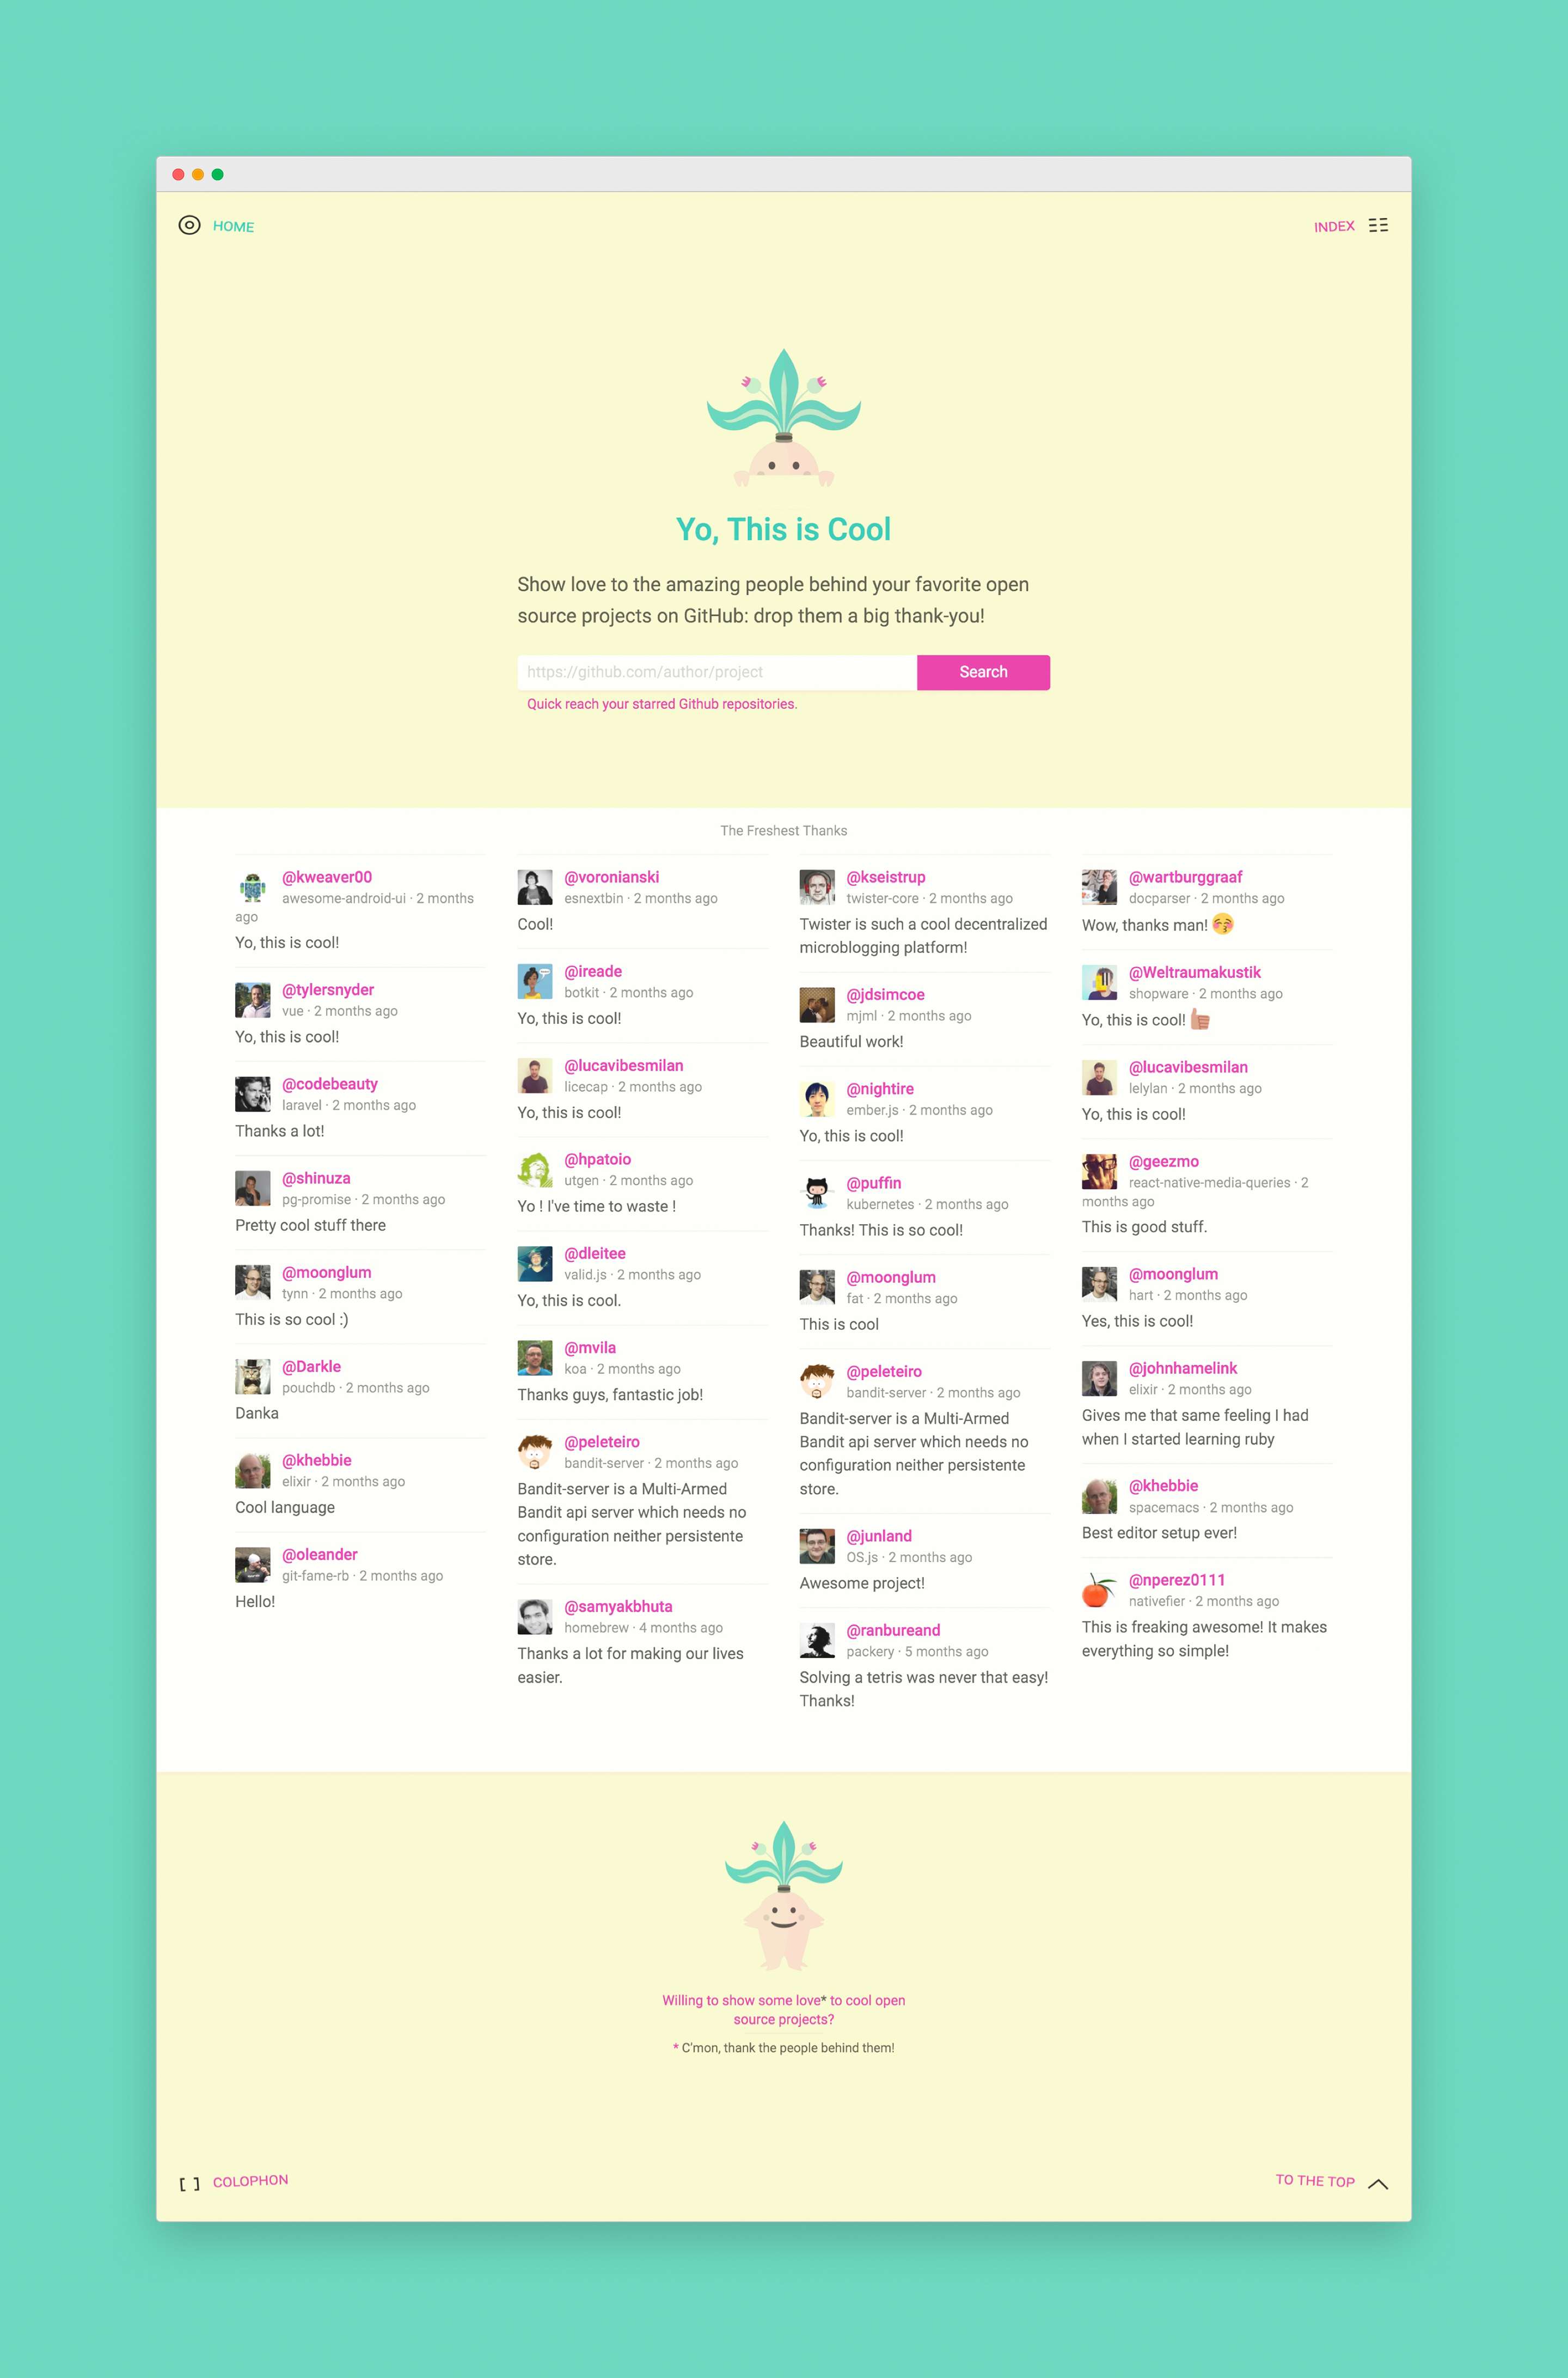 HOME
INDEX
Yo, This is Cool
Show love to the amazing people behind your favorite open
source projects on GitHub: drop them a big thank-you!
https://github.com/author/project
Search
Quick reach your starred Github repositories.
The Freshest Thanks
@kweaver00
awesome-android-ui · 2 months
ago
Yo, this is cool!
@tylersnyder
vue · 2 months ago
Yo, this is cool!
@codebeauty
laravel · 2 months ago
Thanks a lot!
@shinuza
pg-promise · 2 months ago
Pretty cool stuff there
@moonglum
tynn · 2 months ago
This is so cool :)
@Darkle
pouchdb · 2 months ago
Danka
@khebbie
elixir · 2 months ago
Cool language
@oleander
git-fame-rb · 2 months ago
Hello!
@voronianski
esnextbin · 2 months ago
Cool!
@ireade
botkit · 2 months ago
Yo, this is cool!
@lucavibesmilan
licecap · 2 months ago
Yo, this is cool!
@hpatoio
utgen · 2 months ago
Yo ! I've time to waste !
@dleitee
valid.js · 2 months ago
Yo, this is cool.
@mvila
koa · 2 months ago
Thanks guys, fantastic job!
@peleteiro
bandit-server · 2 months ago
Bandit-server is a Multi-Armed
Bandit api server which needs no
configuration neither persistente
store.
@samyakbhuta
homebrew · 4 months ago
Thanks a lot for making our lives
easier.
@kseistrup
twister-core · 2 months ago
Twister is such a cool decentralized
microblogging platform!
@jdsimcoe
mjml · 2 months ago
Beautiful work!
@nightire
ember.js · 2 months ago
Yo, this is cool!
@puffin
kubernetes · 2 months ago
Thanks! This is so cool!
@moonglum
fat · 2 months ago
This is cool
@peleteiro
bandit-server · 2 months ago
Bandit-server is a Multi-Armed
Bandit api server which needs no
configuration neither persistente
store.
@junland
OS.js · 2 months ago
Awesome project!
@ranbureand
packery · 5 months ago
Solving a tetris was never that easy!
Thanks!
@wartburggraaf
docparser · 2 months ago
Wow, thanks man! 😚
@Weltraumakustik
shopware · 2 months ago
Yo, this is cool! 👍
@lucavibesmilan
lelylan · 2 months ago
Yo, this is cool!
@geezmo
react-native-media-queries · 2
months ago
This is good stuff.
@moonglum
hart · 2 months ago
Yes, this is cool!
@johnhamelink
elixir · 2 months ago
Gives me that same feeling I had
when I started learning ruby
@khebbie
spacemacs · 2 months ago
Best editor setup ever!
@nperez0111
nativefier · 2 months ago
This is freaking awesome! It makes
everything so simple!
Willing to show some love* to cool open
source projects?
* C'mon, thank the people behind them!
[ ] COLOPHON
TO THE TOP